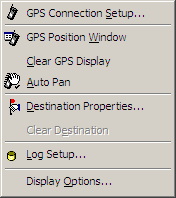 GPS Connection Setup...
GPS Position Window
Clear GPS Display
Auto Pan
Destination Properties...
Clear Destination
Log Setup...
Display Options...